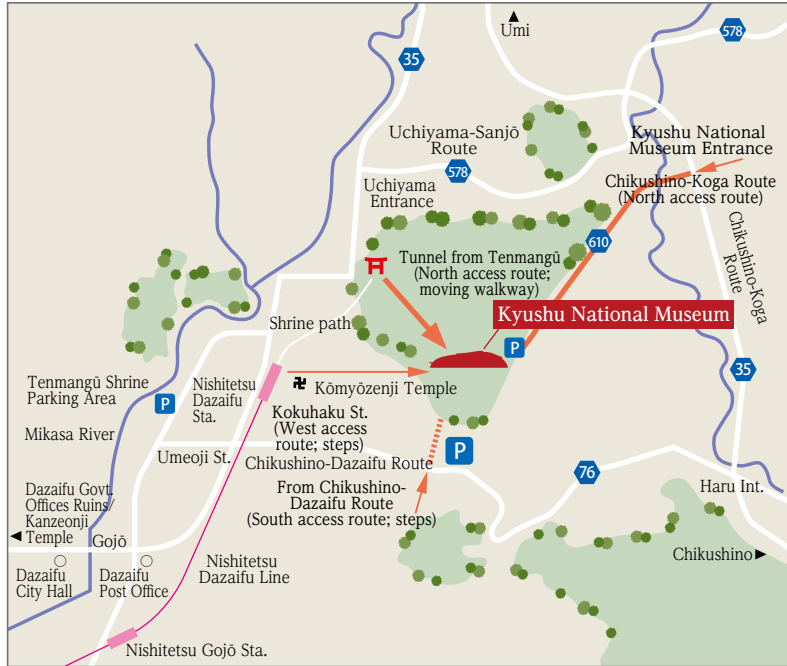 Umi
578
35
Uchiyama-Sanjō
Route
578
Kyushu National
Museum Entrance
Chikushino-Koga Route
(North access route)
Uchiyama
Entrance
610
Tunnel from Tenmangū
(North access route;
moving walkway)
Chikushino-Koga
Route
Kyushu National Museum
Shrine path
P
35
Tenmangū Shrine
Parking Area
P
Nishitetsu
Dazaifu
Sta.
卍 Kōmyōzenji Temple
Kokuhaku St.
(West access
route; steps)
Mikasa River
Umeoji St.
P
Chikushino-Dazaifu Route
76
From Chikushino-
Dazaifu Route
(South access route; steps)
Haru Int.
Dazaifu Govt.
Offices Ruins/
Kanzeonji
Temple
Gojō
Chikushino
Dazaifu
City Hall
Dazaifu
Post Office
Nishitetsu
Dazaifu Line
Nishitetsu Gojō Sta.